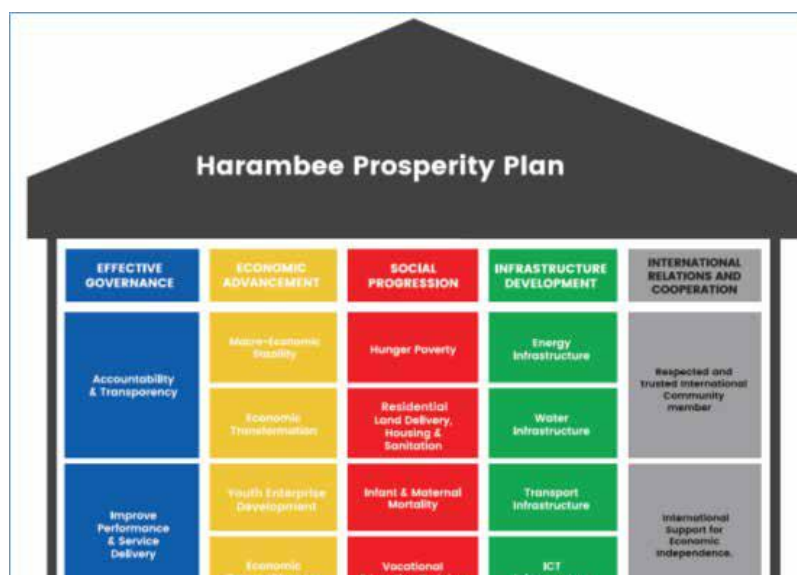 Harambee Prosperity Plan
EFFECTIVE
GOVERNANCE
ECONOMIC
ADVANCEMENT
SOCIAL
PROGRESSION
INFRASTRUCTURE
DEVELOPMENT
INTERNATIONAL
RELATIONS AND
COOPERATION
Accountability
& Transparency
Improve
Performance
& Service
Delivery
Macro-Economic
Economic
Transformation
Youth Enterprise
Development
Economic
Hunger Poverty
Residential
Land Delivery,
Housing &
Sanitation
Infant & Maternal
Mortality
Vocational
Energy
Infrastructure
Water
Infrastructure
Transport
Infrastructure
ICT
Respected and
trusted International
Community
member
International
Support for
Economic
Independence.